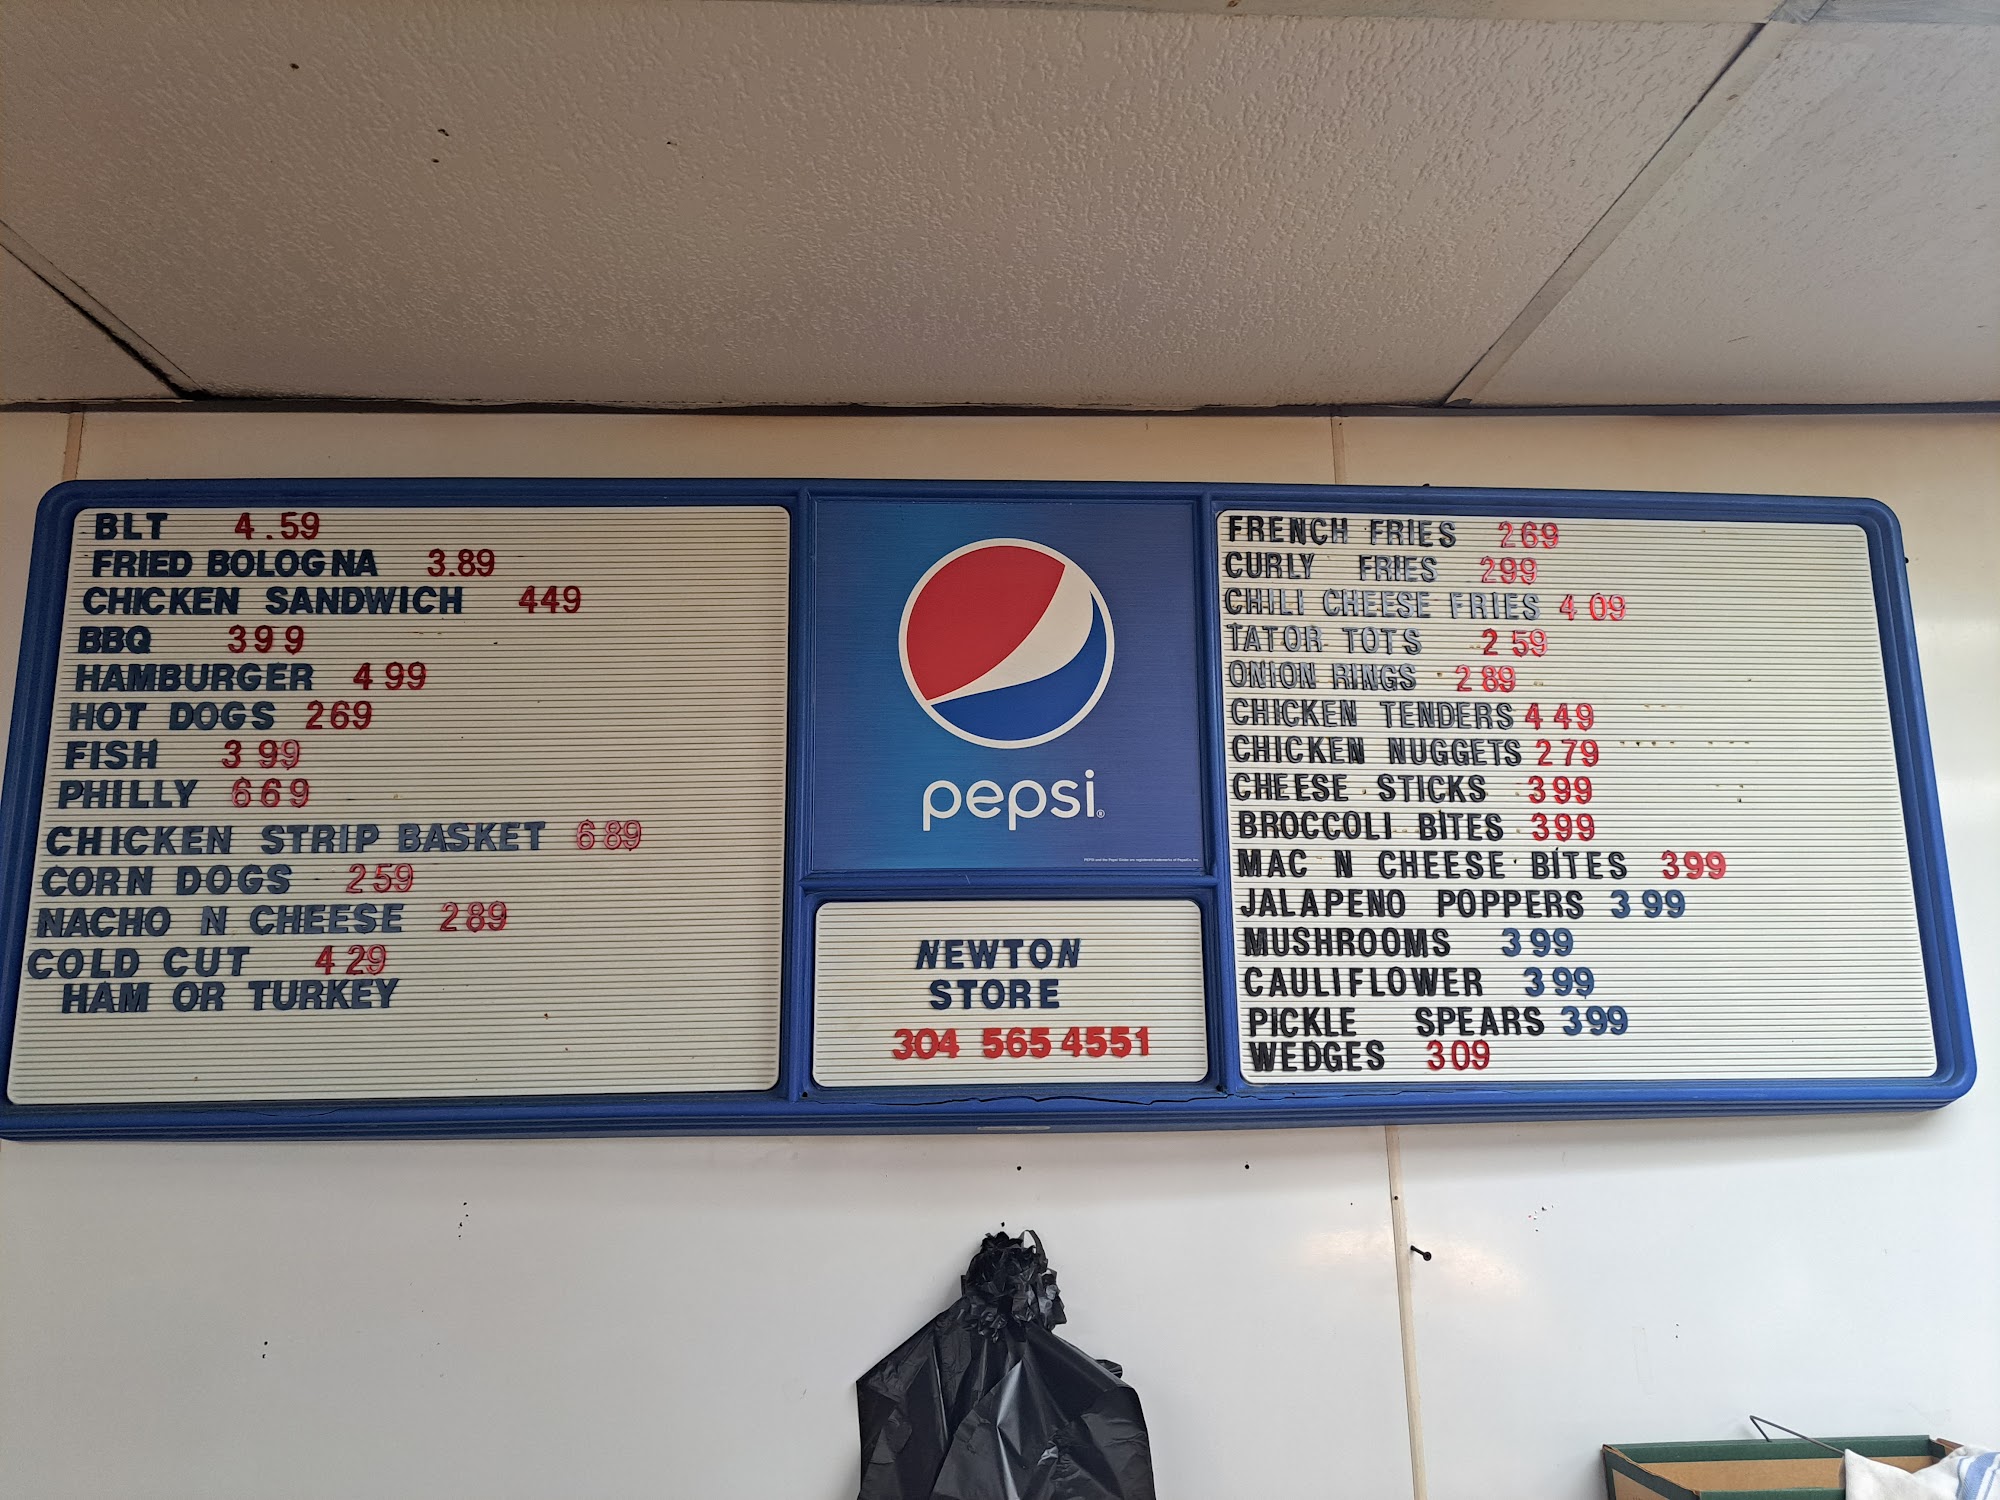 BLT 4.59
FRIED BOLOGNA 3.89
CHICKEN SANDWICH 449
BBQ 399
HAMBURGER 499
HOT DOGS 269
FISH 399
PHILLY 669
CHICKEN STRIP BASKET 689
CORN DOGS 259
NACHO N CHEESE 289
COLD CUT 429
HAM OR TURKEY
pepsi
NEWTON
STORE
304 565 4551
FRENCH FRIES 269
CURLY FRIES 299
CHILI CHEESE FRIES 409
TATOR TOTS 259
ONION RINGS 289
CHICKEN TENDERS 449
CHICKEN NUGGETS 279
CHEESE STICKS 399
BROCCOLI BITES 399
MAC N CHEESE BITES 399
JALAPENO POPPERS 399
MUSHROOMS 399
CAULIFLOWER 399
PICKLE SPEARS 399
WEDGES 309